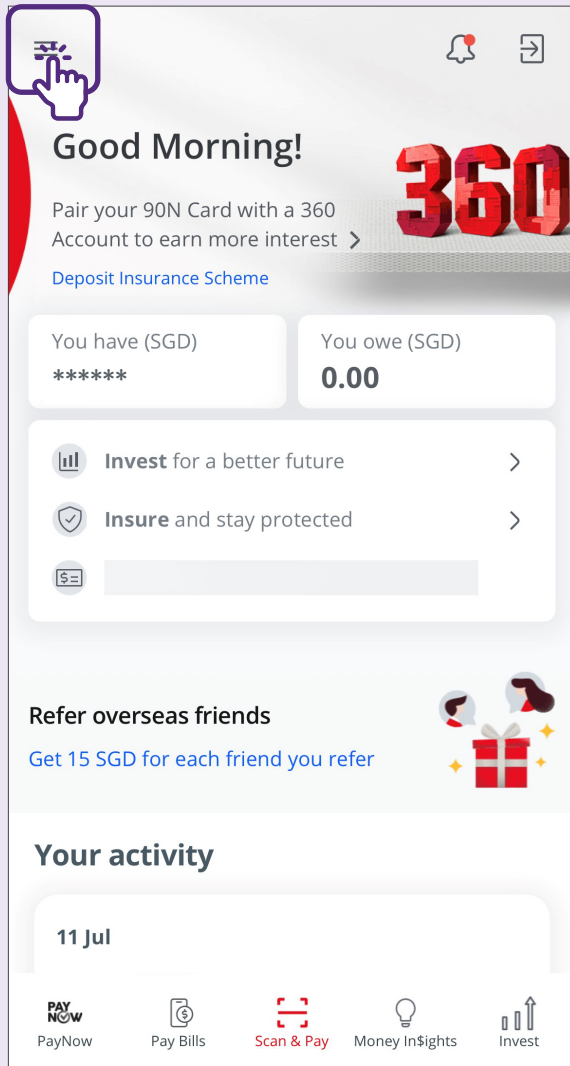 Good Morning!
360
Pair your 90N Card with a 360
Account to earn more interest
Deposit Insurance Scheme
You have (SGD)
******
You owe (SGD)
0.00
Invest for a better future
Insure and stay protected
Refer overseas friends
Get 15 SGD for each friend you refer
Your activity
11 Jul
PAY
NOW
PayNow
Pay Bills
Scan & Pay
Money In$ights
Invest